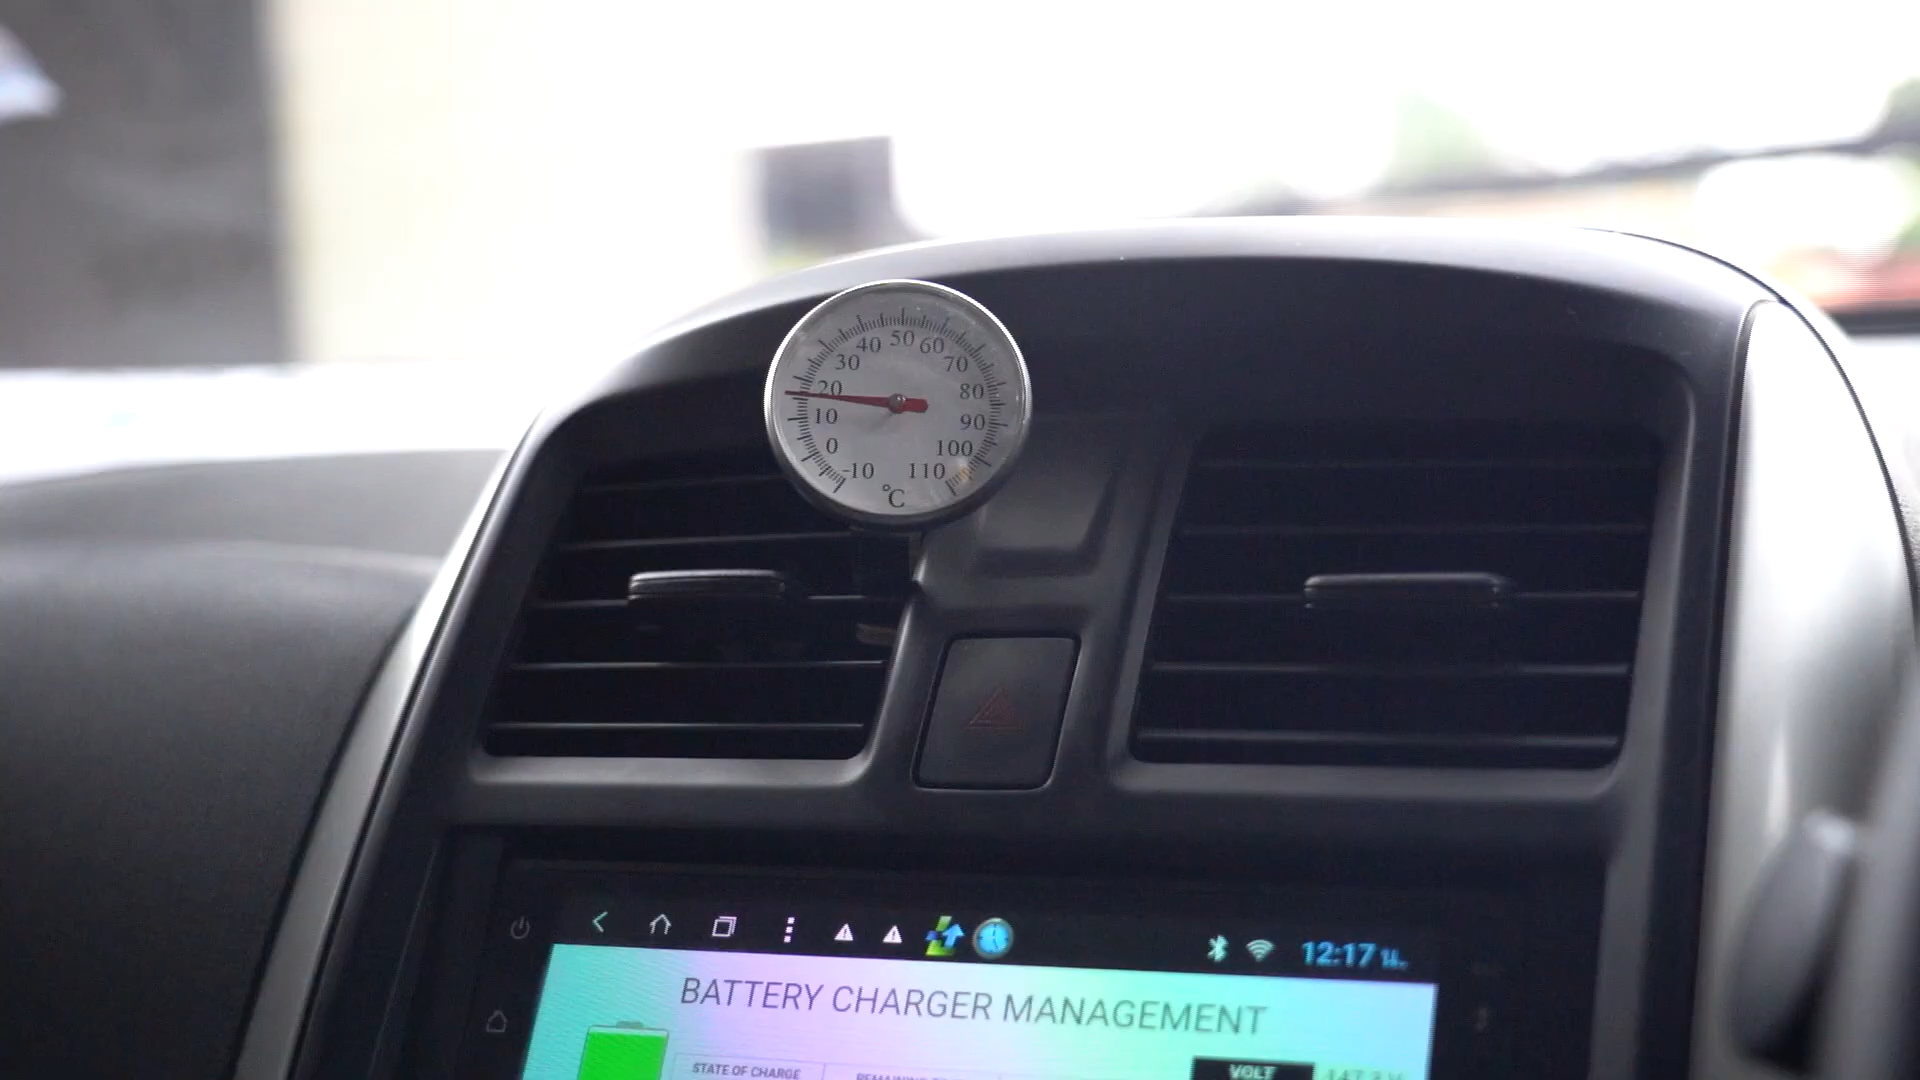 50
40 60
30 70
20 80
10 90
0 100
-10 110
°C
12:17 น.
BATTERY CHARGER MANAGEMENT
STATE OF CHARGE
VOLT